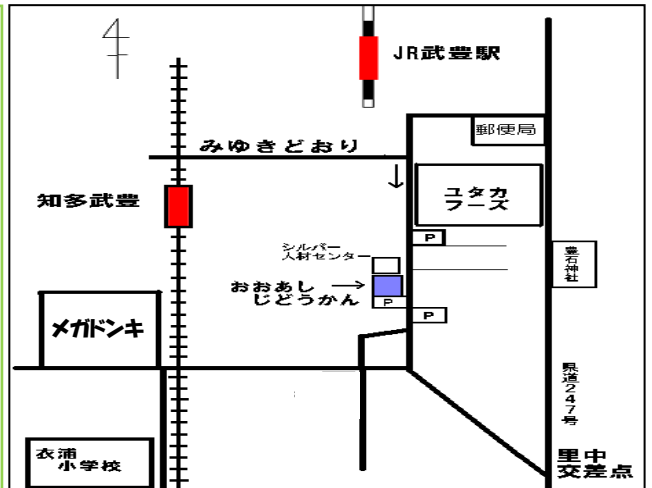 JR武豊駅
郵便局
みゆきどおり
知多武豊
ユタカ
フーズ
P
シルバー
人材センター
豊石神社
おおあし
じどうかん
P
P
メガドンキ
県道247号
衣浦
小学校
里中
交差点